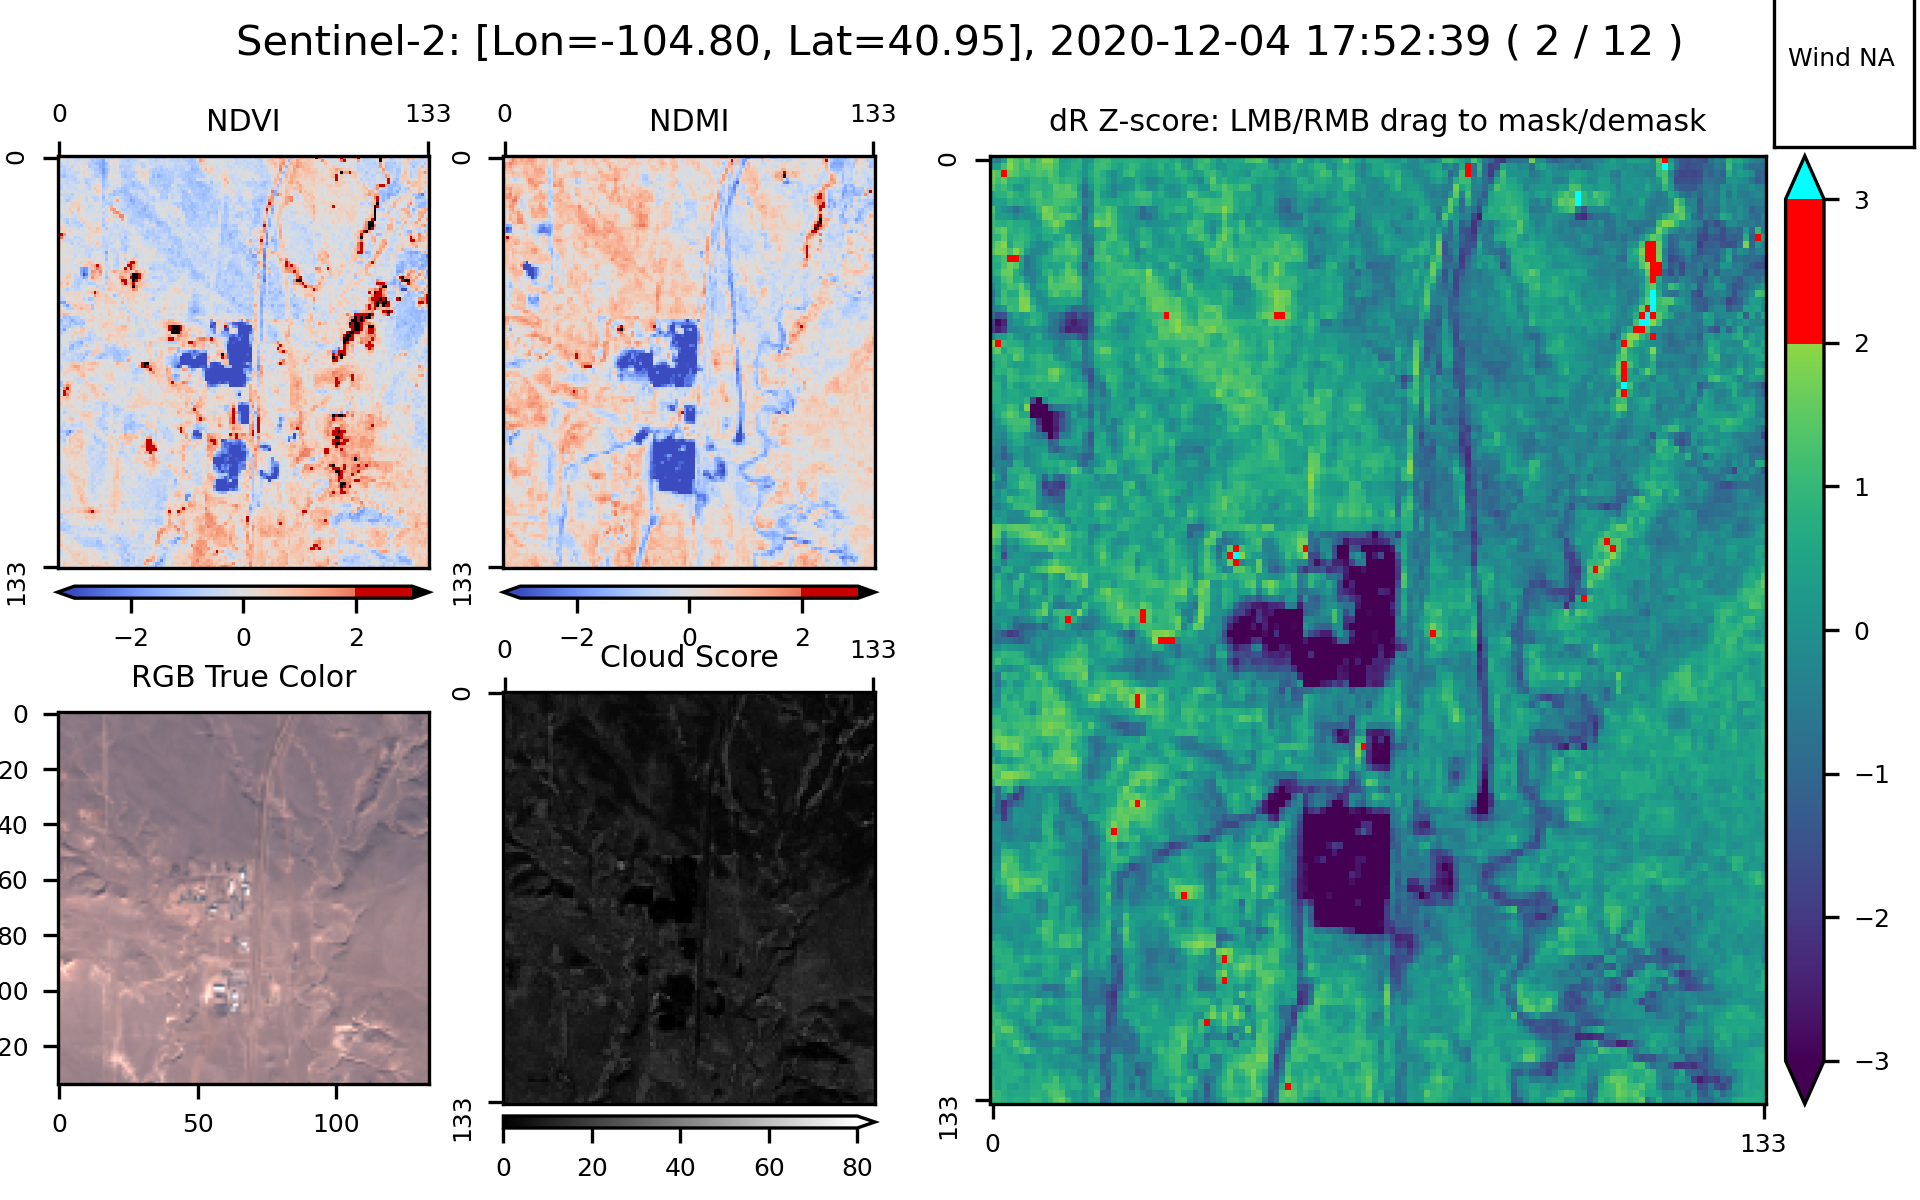 Sentinel-2: [Lon=-104.80, Lat=40.95], 2020-12-04 17:52:39 ( 2 / 12 )
Wind NA
0 NDVI 133
0 NDMI 133
dR Z-score: LMB/RMB drag to mask/demask
0
0
0
3
2
1
0
−1
−2
−3
133
133
−2 0 2
−2 0 2
RGB True Color
0 Cloud Score 133
0
20
40
60
80
00
20
0
133
133
0 50 100
0 20 40 60 80
0 133